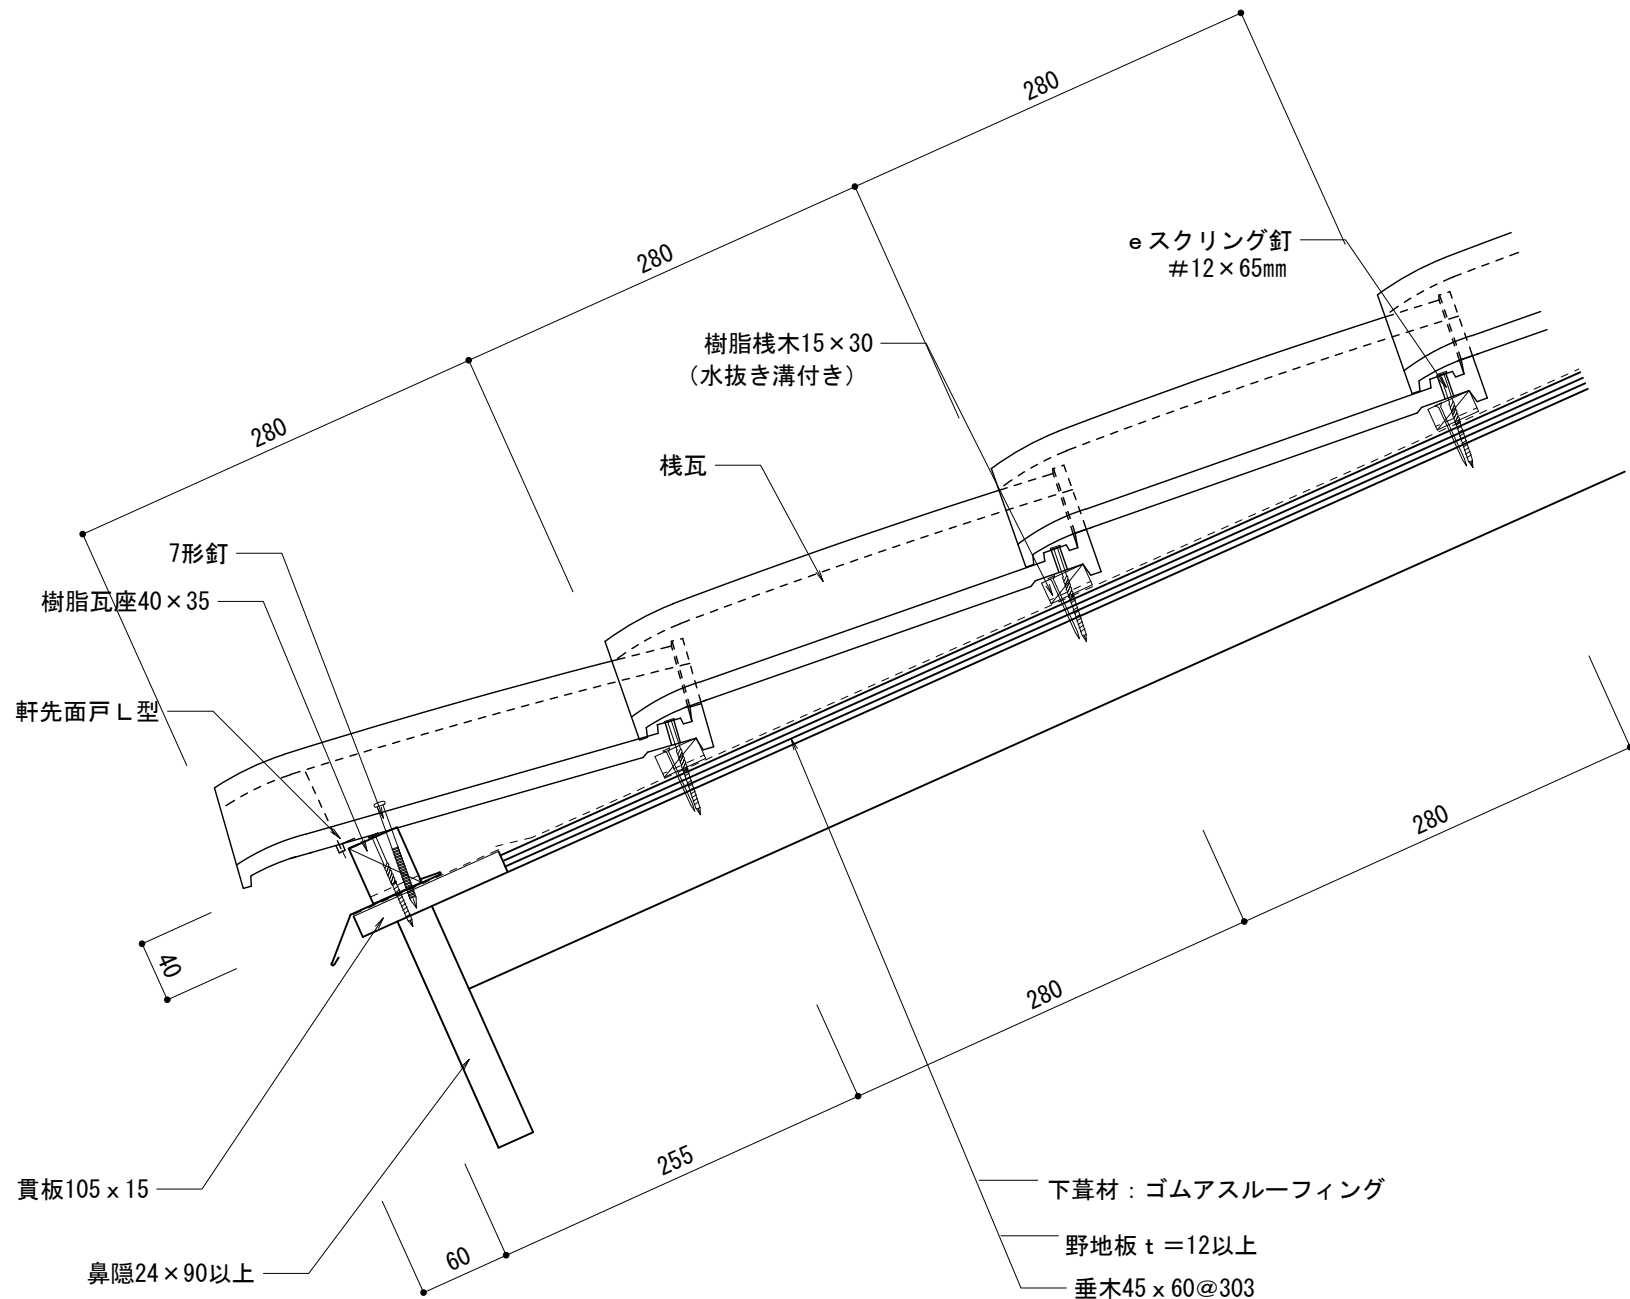 280
280
eスクリング釘
#12×65mm
樹脂桟木15×30
(水抜き溝付き)
280
桟瓦
7形釘
樹脂瓦座40×35
軒先面戸L型
40
280
280
255
60
貫板105x15
鼻隠24×90以上
下葺材:ゴムアスルーフィング
野地板t=12以上
垂木45x60@303